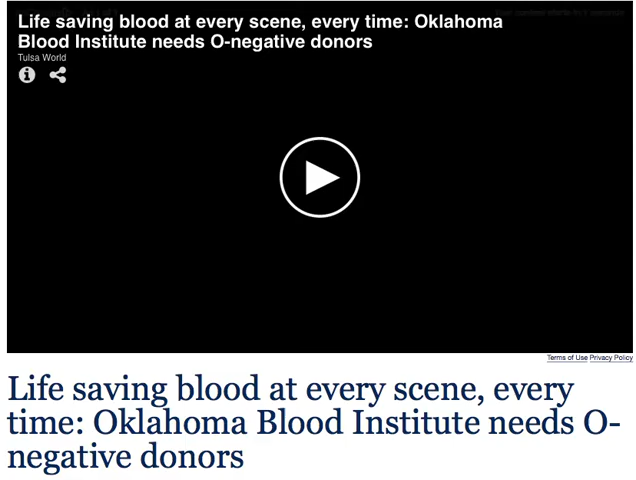 Life saving blood at every scene, every time: Oklahoma
Blood Institute needs O-negative donors
Tulsa World
Terms of Use Privacy Policy
Life saving blood at every scene, every
time: Oklahoma Blood Institute needs O-
negative donors